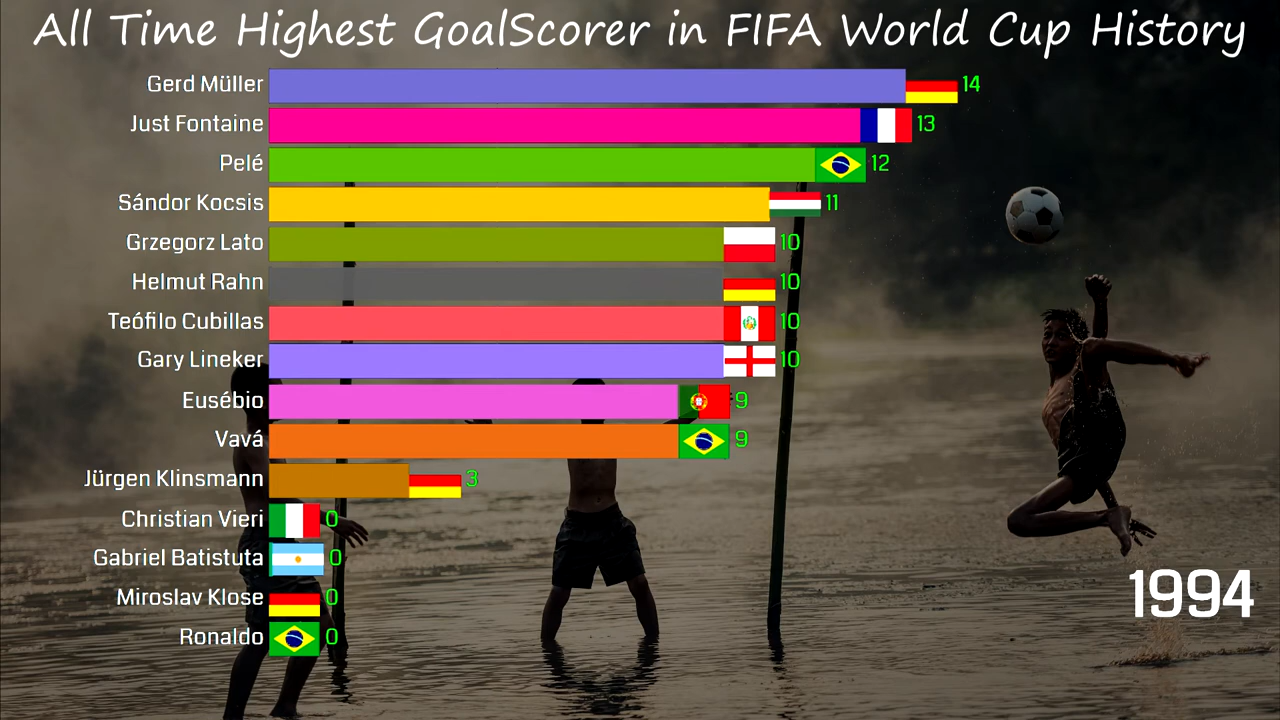 All Time Highest GoalScorer in FIFA World Cup History
Gerd Müller 14
Just Fontaine 13
Pelé 12
Sándor Kocsis 11
Grzegorz Lato 10
Helmut Rahn 10
Teófilo Cubillas 10
Gary Lineker 10
Eusébio 9
Vavá 9
Jürgen Klinsmann 3
Christian Vieri 0
Gabriel Batistuta 0
Miroslav Klose 0
Ronaldo 0
1994